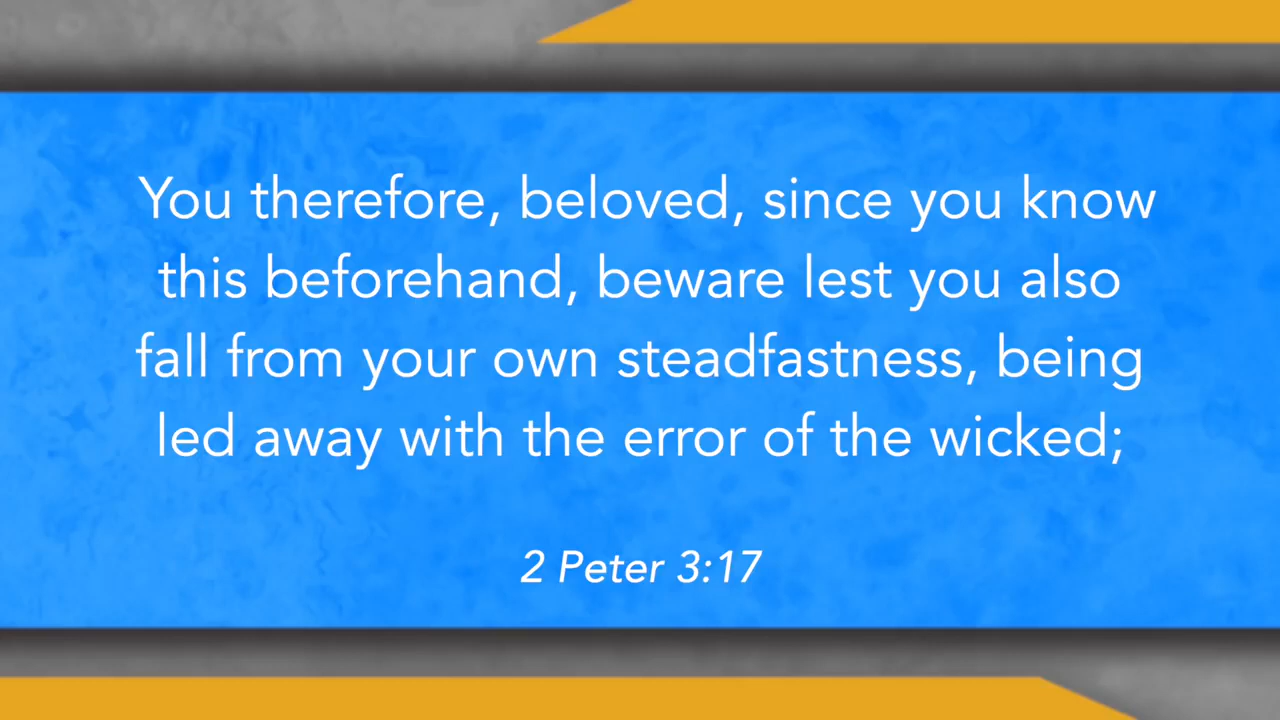 You therefore, beloved, since you know
this beforehand, beware lest you also
fall from your own steadfastness, being
led away with the error of the wicked;
2 Peter 3:17